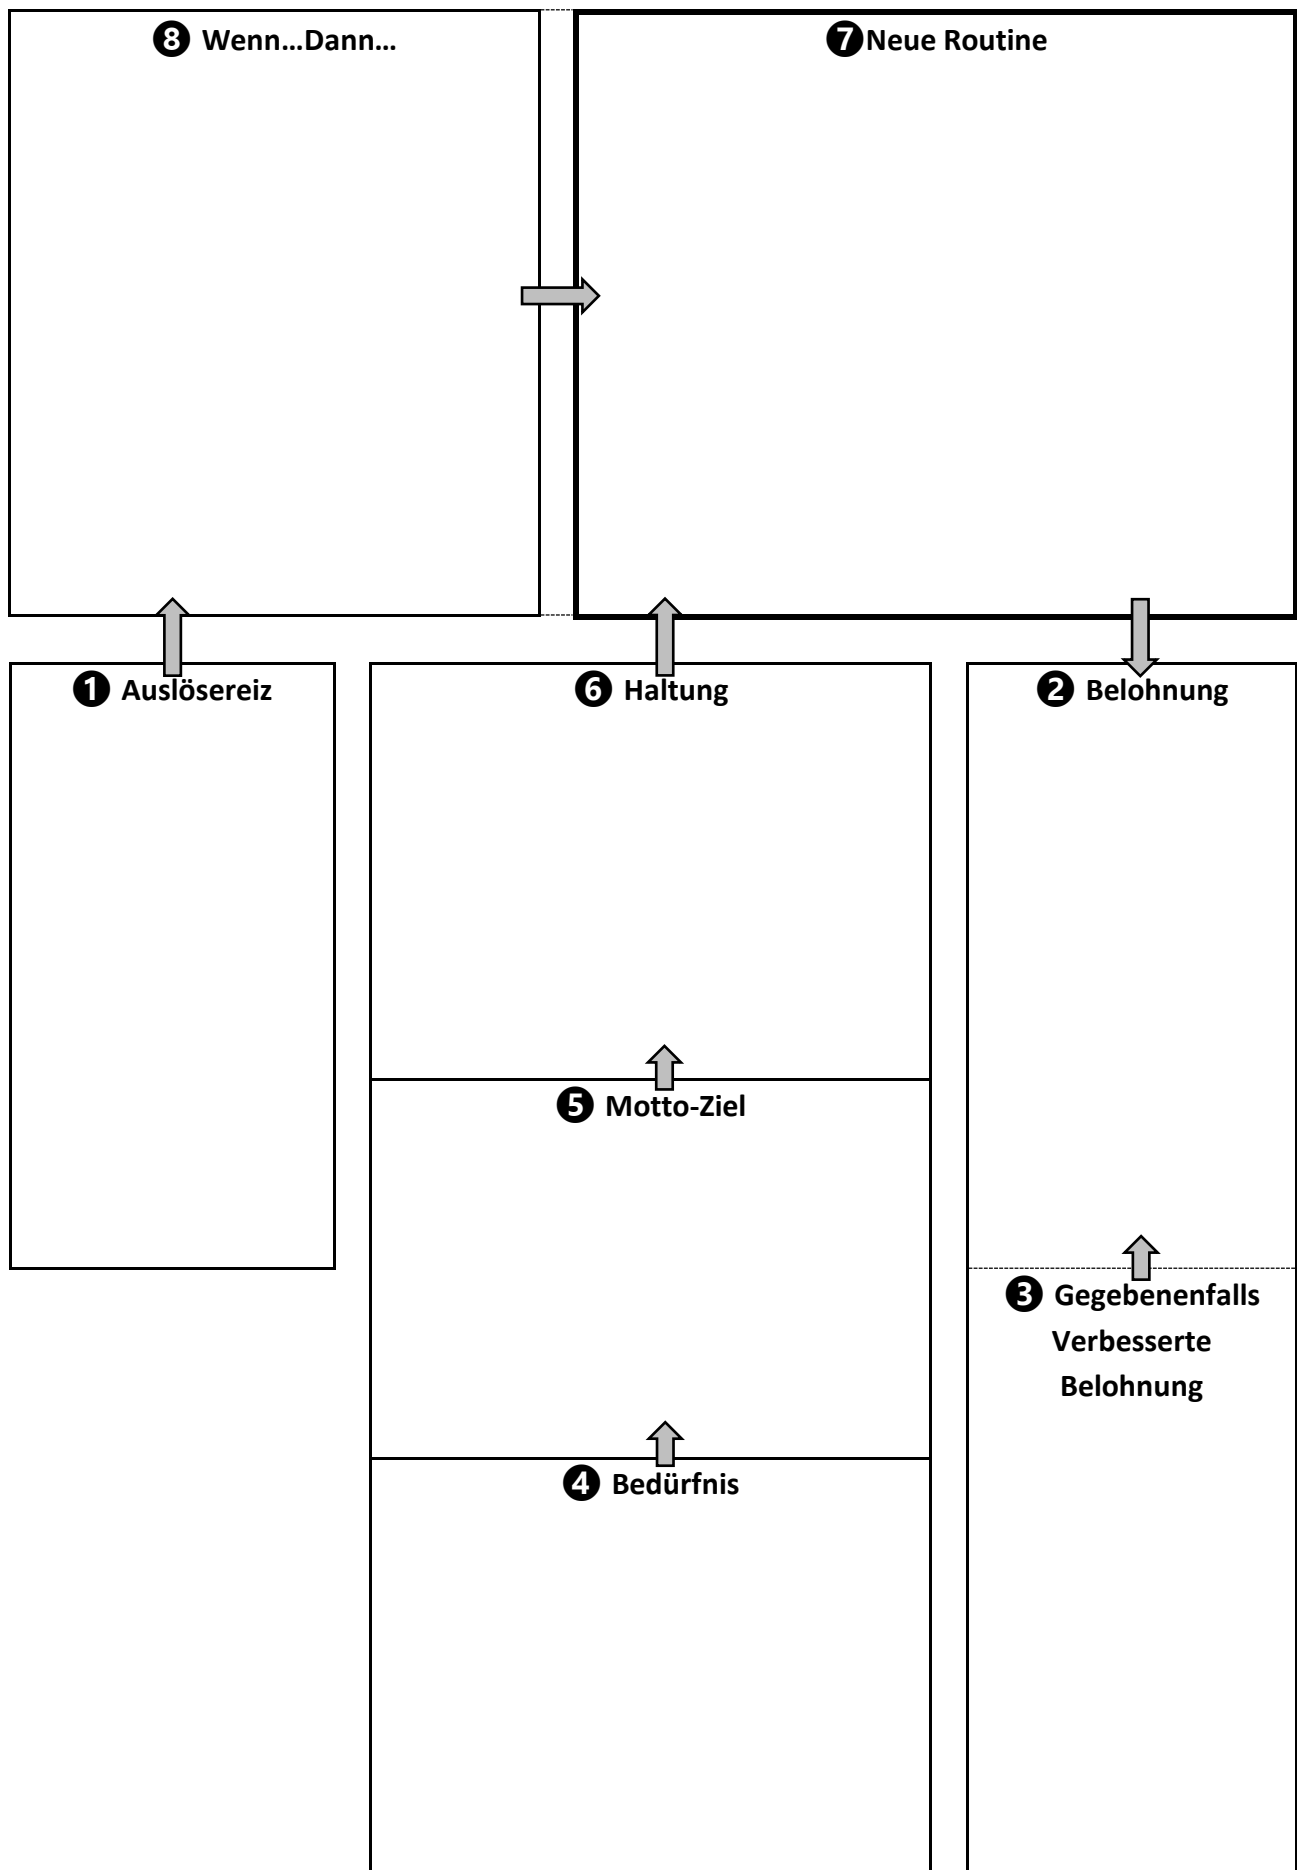 ❽ Wenn...Dann...
❼Neue Routine
❶ Auslösereiz
❻ Haltung
❷ Belohnung
❺ Motto-Ziel
❸ Gegebenenfalls
Verbesserte
Belohnung
❹ Bedürfnis